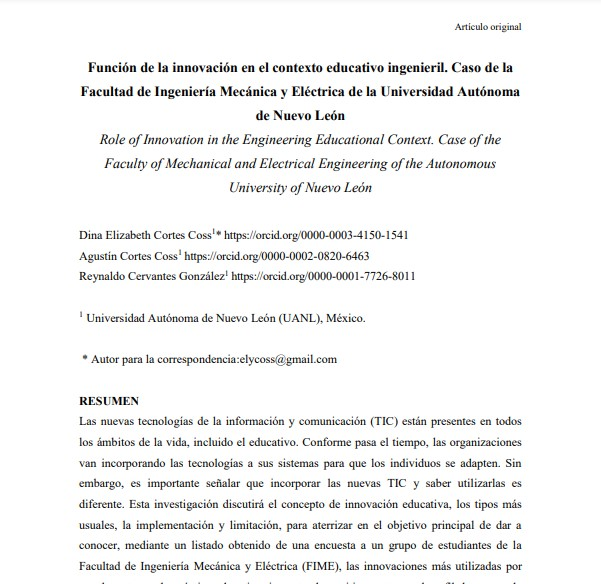 Artículo original
Función de la innovación en el contexto educativo ingenieril. Caso de la
Facultad de Ingeniería Mecánica y Eléctrica de la Universidad Autónoma
de Nuevo León
Role of Innovation in the Engineering Educational Context. Case of the
Faculty of Mechanical and Electrical Engineering of the Autonomous
University of Nuevo León
Dina Elizabeth Cortes Coss1* https://orcid.org/0000-0003-4150-1541
Agustín Cortes Coss1 https://orcid.org/0000-0002-0820-6463
Reynaldo Cervantes González1 https://orcid.org/0000-0001-7726-8011
1 Universidad Autónoma de Nuevo León (UANL), México.
* Autor para la correspondencia:elycoss@gmail.com
RESUMEN
Las nuevas tecnologías de la información y comunicación (TIC) están presentes en todos
los ámbitos de la vida, incluido el educativo. Conforme pasa el tiempo, las organizaciones
van incorporando las tecnologías a sus sistemas para que los individuos se adapten. Sin
embargo, es importante señalar que incorporar las nuevas TIC y saber utilizarlas es
diferente. Esta investigación discutirá el concepto de innovación educativa, los tipos más
usuales, la implementación y limitación, para aterrizar en el objetivo principal de dar a
conocer, mediante un listado obtenido de una encuesta a un grupo de estudiantes de la
Facultad de Ingeniería Mecánica y Eléctrica (FIME), las innovaciones más utilizadas por